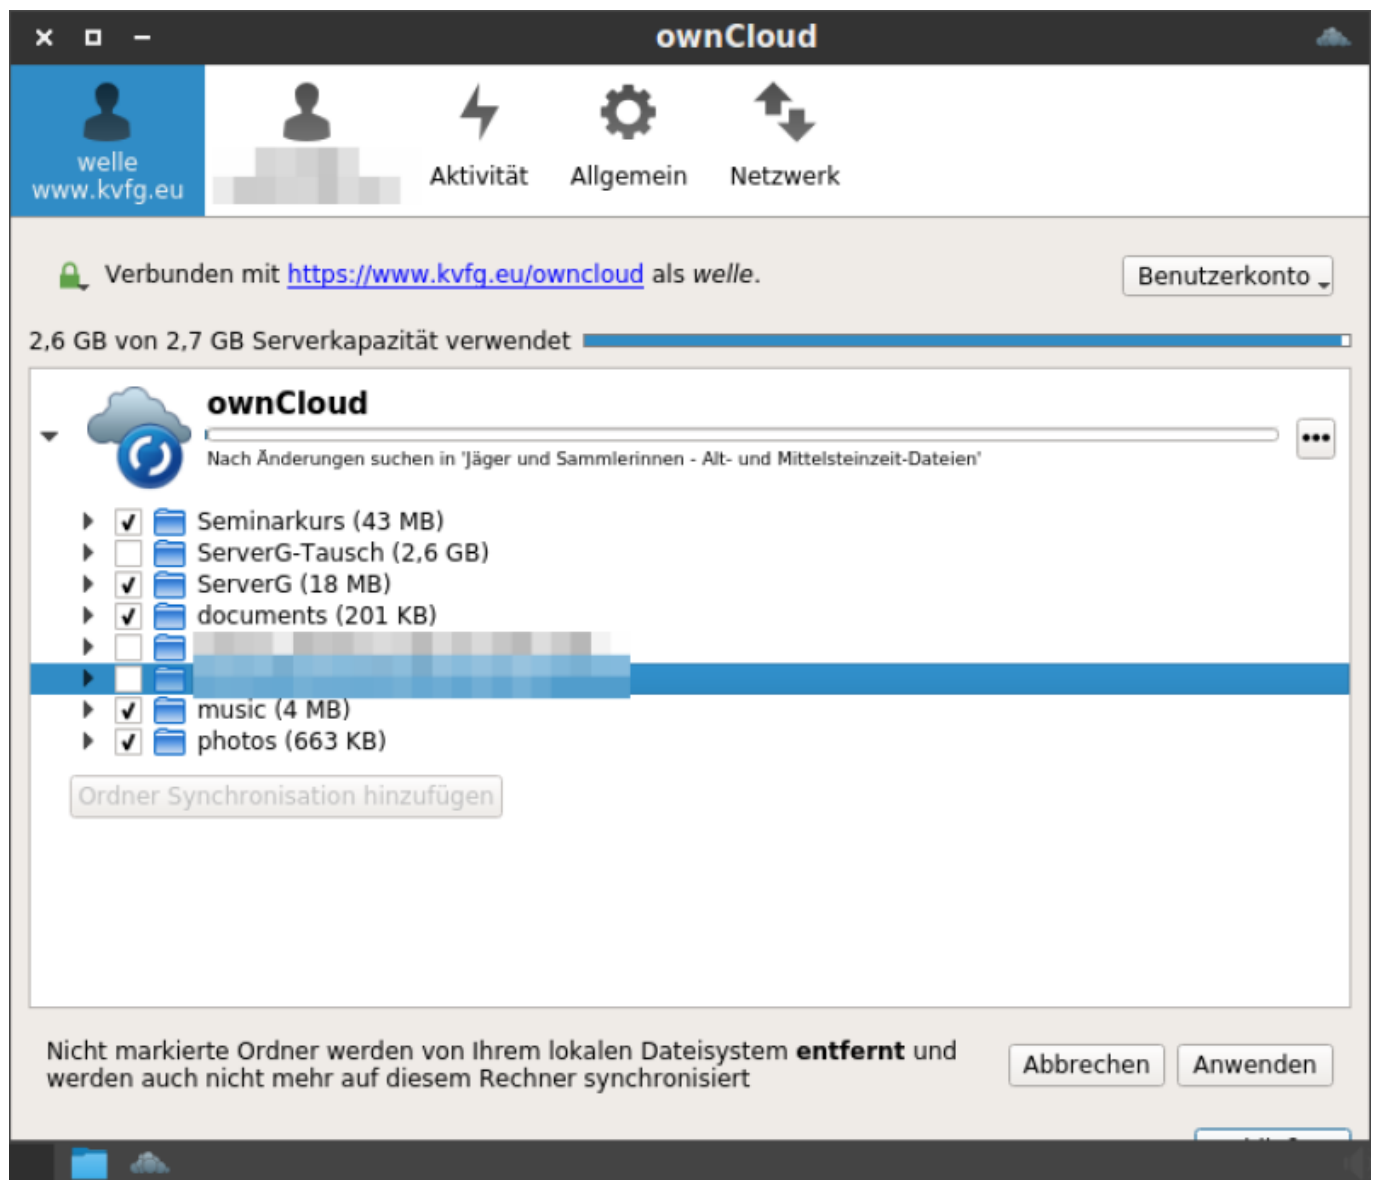 ownCloud
welle
www.kvfg.eu
Aktivität
Allgemein
Netzwerk
Verbunden mit https://www.kvfg.eu/owncloud als welle.
Benutzerkonto
2,6 GB von 2,7 GB Serverkapazität verwendet
ownCloud
Nach Änderungen suchen in 'Jäger und Sammlerinnen - Alt- und Mittelsteinzeit-Dateien'
Seminarkurs (43 MB)
ServerG-Tausch (2,6 GB)
ServerG (18 MB)
documents (201 KB)
music (4 MB)
photos (663 KB)
Ordner Synchronisation hinzufügen
Nicht markierte Ordner werden von Ihrem lokalen Dateisystem entfernt und
werden auch nicht mehr auf diesem Rechner synchronisiert
Abbrechen
Anwenden